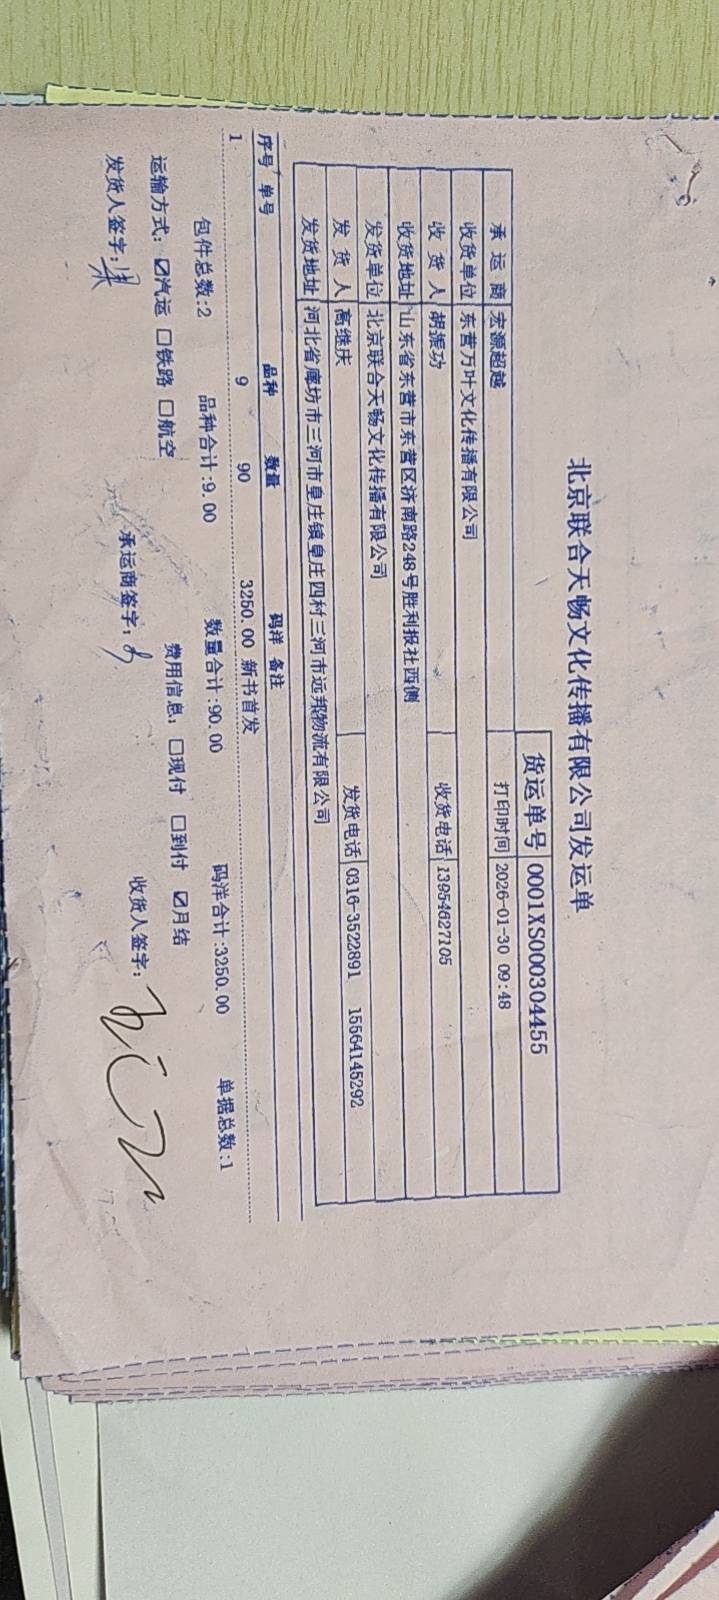 北京联合天畅文化传播有限公司发运单
货运单号 0001XS000304455
承运商 宏源超越 打印时间 2026-01-30 09:48
收货单位 东营万叶文化传播有限公司
收货人 胡振功 收货电话 13954627105
收货地址 山东省东营市东营区济南路248号胜利报社西侧
发货单位 北京联合天畅文化传播有限公司
发货人 高继庆 发货电话 0316-3522891 15564145292
发货地址 河北省廊坊市三河市皇庄镇皇庄四村三河市远邦物流有限公司
序号 单号 品种 数量 码洋 备注
1 9 90 3250.00 新书首发
包件总数:2 品种合计:9.00 数量合计:90.00 码洋合计:3250.00 单据总数:1
运输方式: ☑汽运 □铁路 □航空 费用信息: □现付 □到付 ☑月结
发货人签字: 承运商签字: 收货人签字: